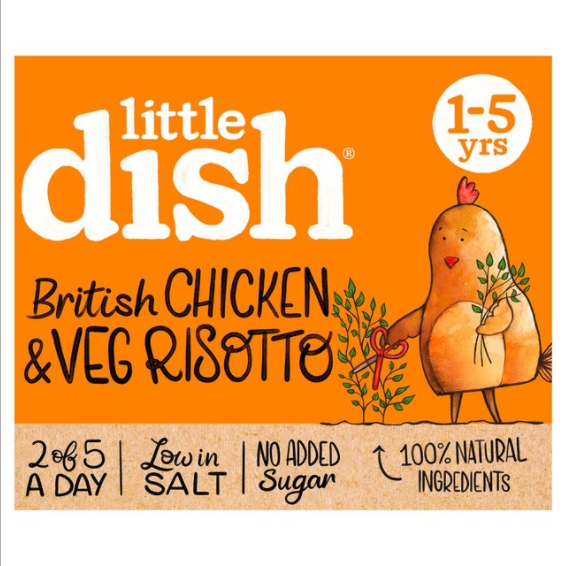 little
dish®
1-5
yrs
British CHICKEN
& VEG RISOTTO
2 of 5
A DAY
Low in
SALT
NO ADDED
Sugar
100% NATURAL
INGREDIENTS